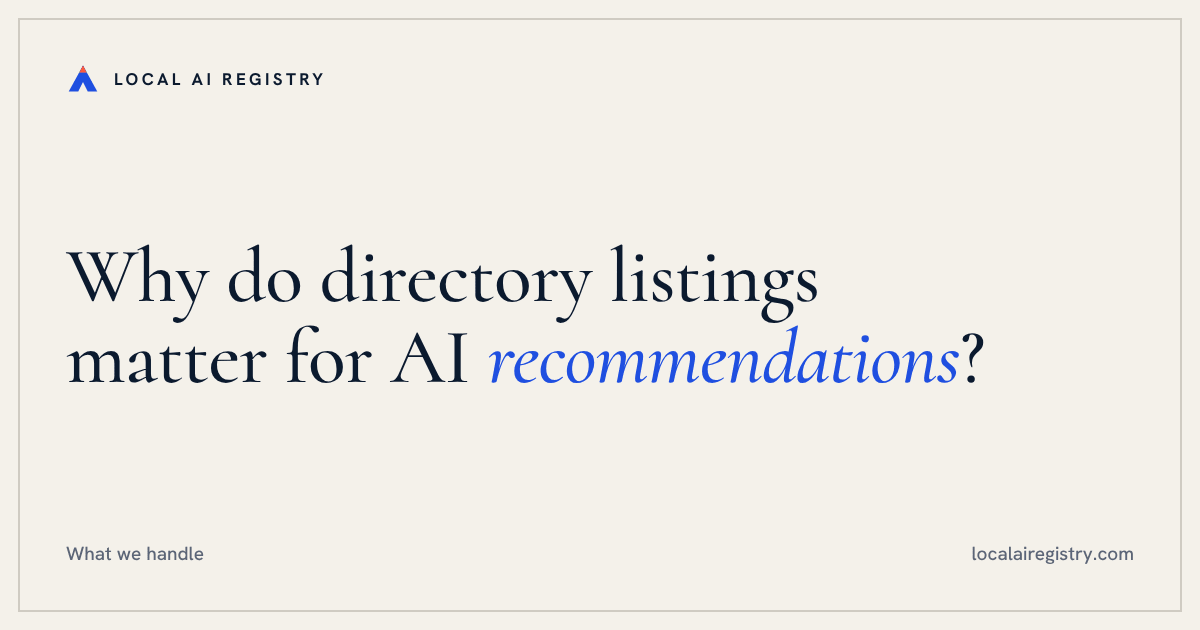 LOCAL AI REGISTRY
Why do directory listings
matter for AI recommendations?
What we handle
localairegistry.com